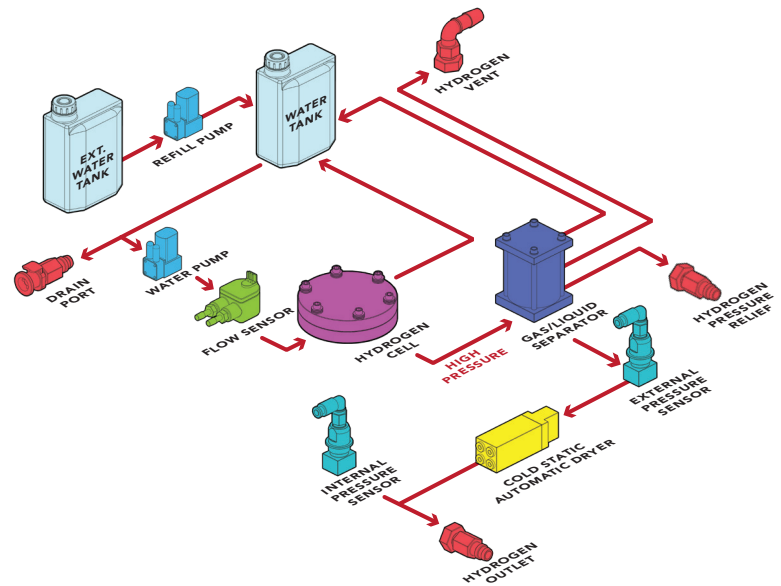 HYDROGEN
VENT
WATER
TANK
EXT.
WATER
TANK
REFILL PUMP
DRAIN
PORT
WATER PUMP
FLOW SENSOR
HYDROGEN
CELL
HIGH
PRESSURE
GAS/LIQUID
SEPARATOR
HYDROGEN
PRESSURE
RELIEF
EXTERNAL
PRESSURE
SENSOR
COLD STATIC
AUTOMATIC DRYER
INTERNAL
PRESSURE
SENSOR
HYDROGEN
OUTLET